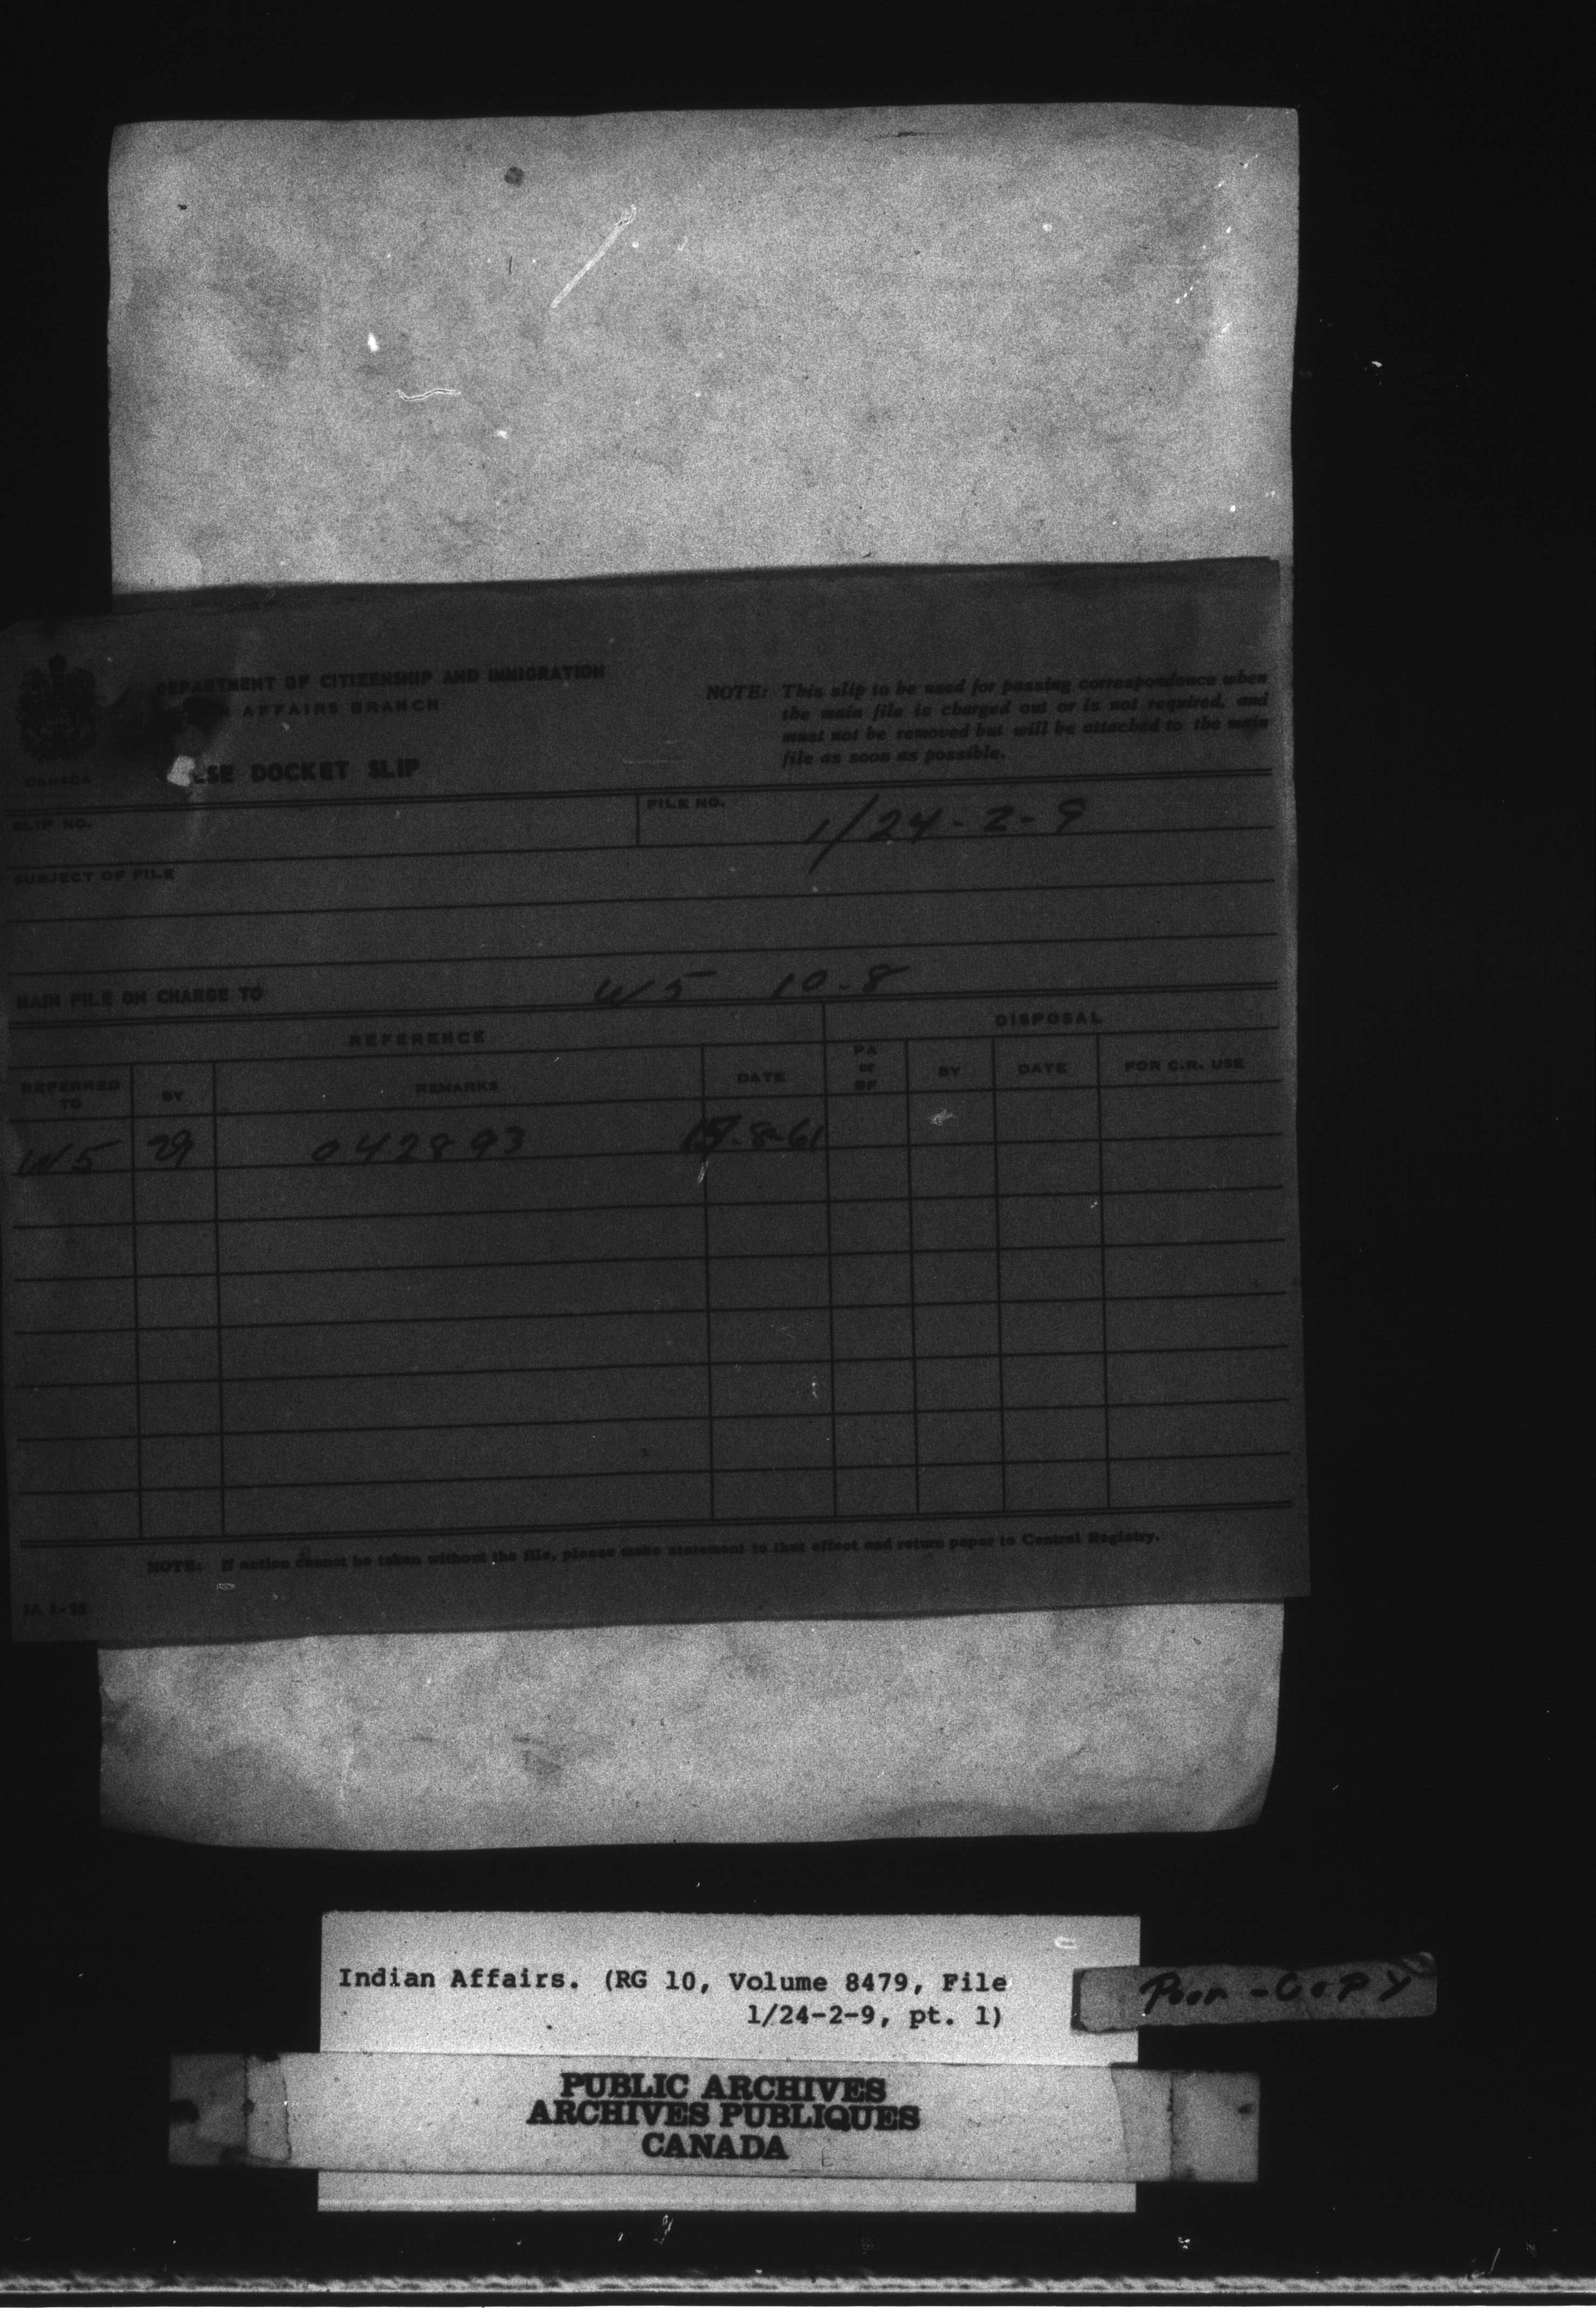 DEPARTMENT OF CITIZENSHIP AND IMMIGRATION
AFFAIRS BRANCH
CANADA
LSE DOCKET SLIP
NOTE: This slip to be used for passing correspondence when
the main file is charged out or is not required, and
must not be removed but will be attached to the main
file as soon as possible.
SLIP NO.
FILE NO.
1/24-2-9
SUBJECT OF FILE
MAIN FILE ON CHARGE TO
W5 10-8
REFERENCE
DISPOSAL
REFERRED TO
BY
REMARKS
DATE
PA or BF
BY
DATE
FOR C.R. USE
W5 29 042893
8-61
NOTE: If action cannot be taken without the file, please make statement to that effect and return paper to Central Registry.
Indian Affairs. (RG 10, Volume 8479, File
1/24-2-9, pt. 1)
Poor-Copy
PUBLIC ARCHIVES
ARCHIVES PUBLIQUES
CANADA